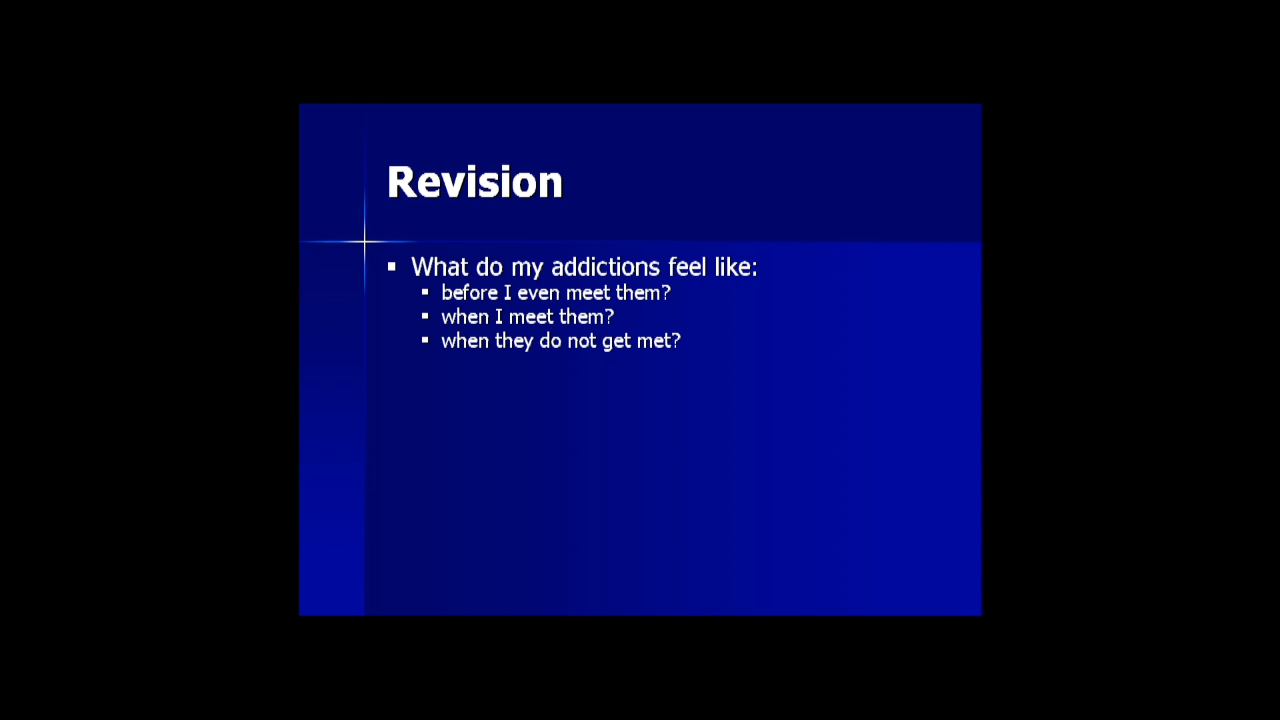 Revision
What do my addictions feel like:
before I even meet them?
when I meet them?
when they do not get met?